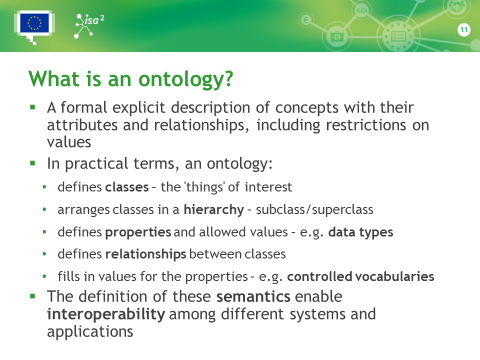 isa²
11
What is an ontology?
▪ A formal explicit description of concepts with their
attributes and relationships, including restrictions on
values
▪ In practical terms, an ontology:
• defines classes – the 'things' of interest
• arranges classes in a hierarchy – subclass/superclass
• defines properties and allowed values – e.g. data types
• defines relationships between classes
• fills in values for the properties – e.g. controlled vocabularies
▪ The definition of these semantics enable
interoperability among different systems and
applications